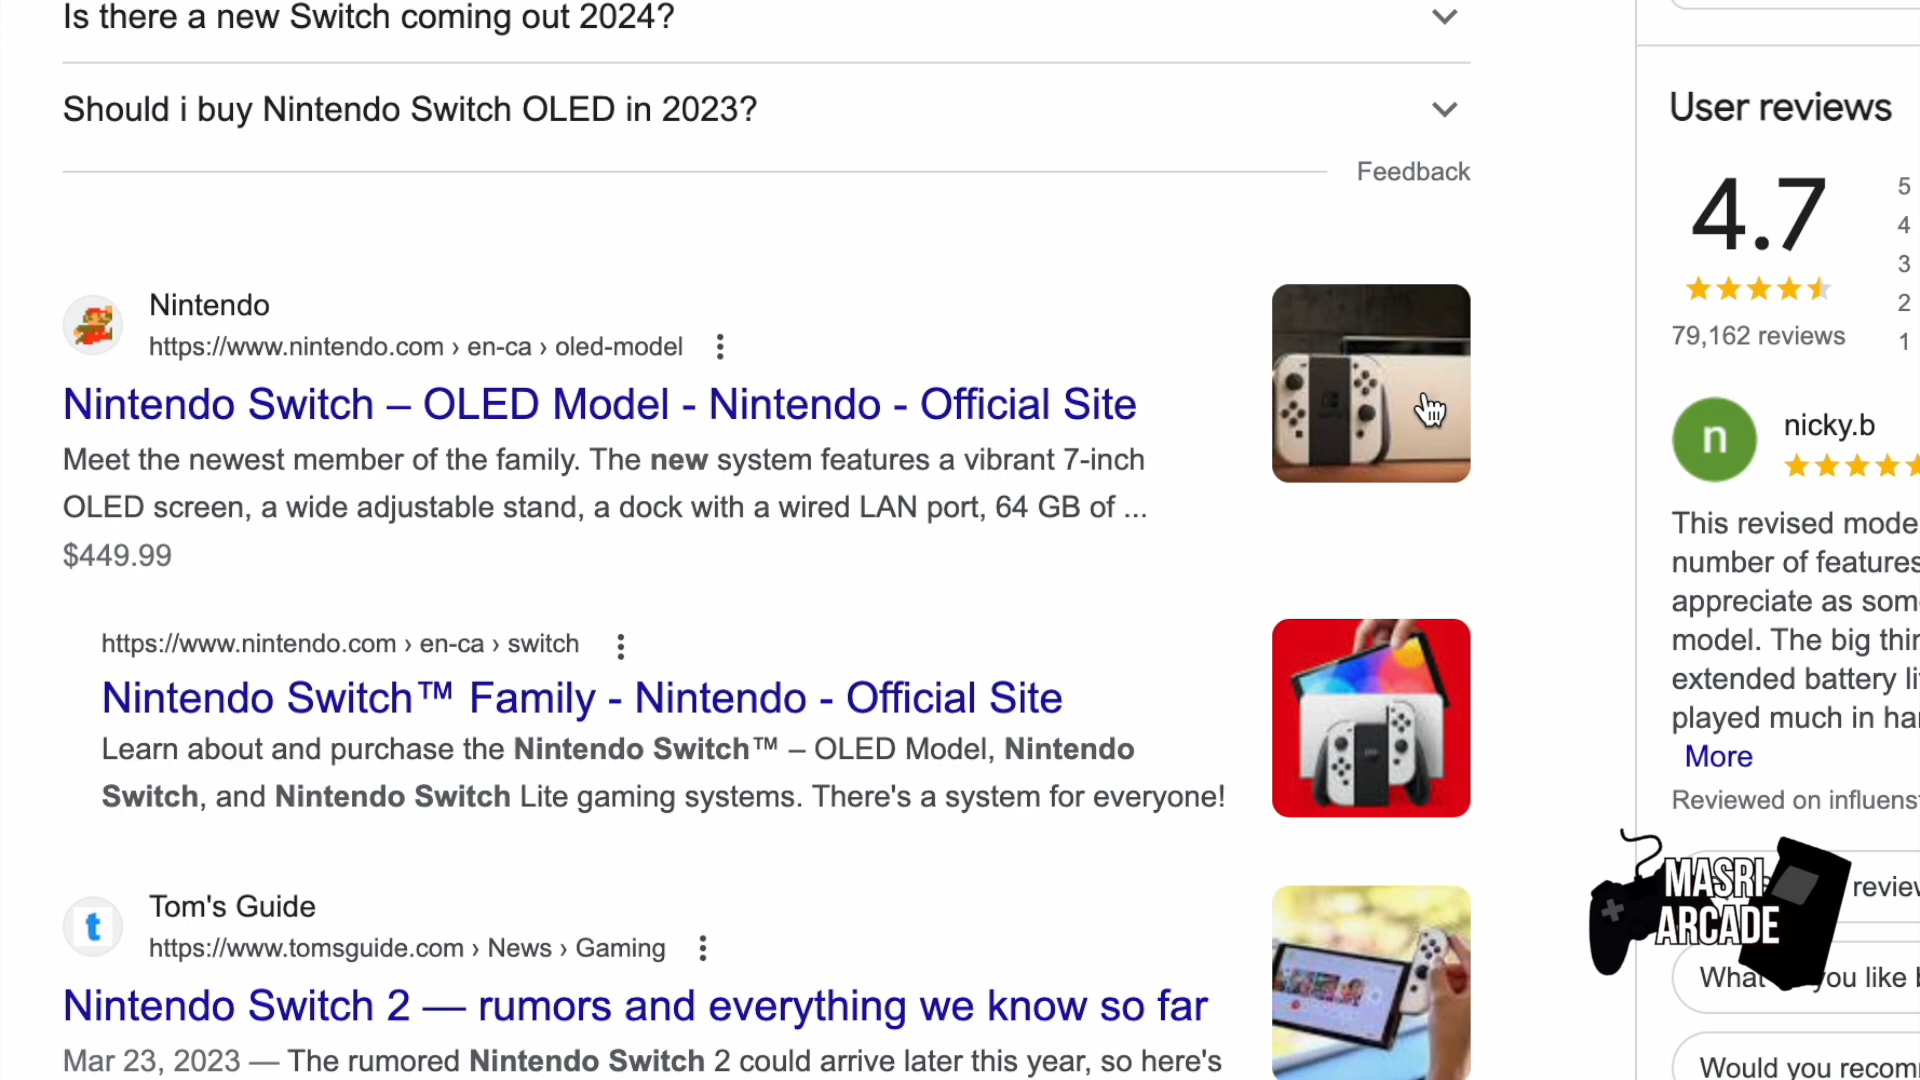 Is there a new Switch coming out 2024?
Should i buy Nintendo Switch OLED in 2023?
Feedback
Nintendo
https://www.nintendo.com › en-ca › oled-model
Nintendo Switch – OLED Model - Nintendo - Official Site
Meet the newest member of the family. The new system features a vibrant 7-inch
OLED screen, a wide adjustable stand, a dock with a wired LAN port, 64 GB of ...
$449.99
https://www.nintendo.com › en-ca › switch
Nintendo Switch™ Family - Nintendo - Official Site
Learn about and purchase the Nintendo Switch™ – OLED Model, Nintendo
Switch, and Nintendo Switch Lite gaming systems. There's a system for everyone!
t
Tom's Guide
https://www.tomsguide.com › News › Gaming
Nintendo Switch 2 — rumors and everything we know so far
Mar 23, 2023 — The rumored Nintendo Switch 2 could arrive later this year, so here's
User reviews
4.7
5
4
3
2
1
79,162 reviews
n
nicky.b
This revised mode
number of features
appreciate as som
model. The big thin
extended battery li
played much in ha
More
Reviewed on influens
MASRI
ARCADE
review
What you like
Would you recom